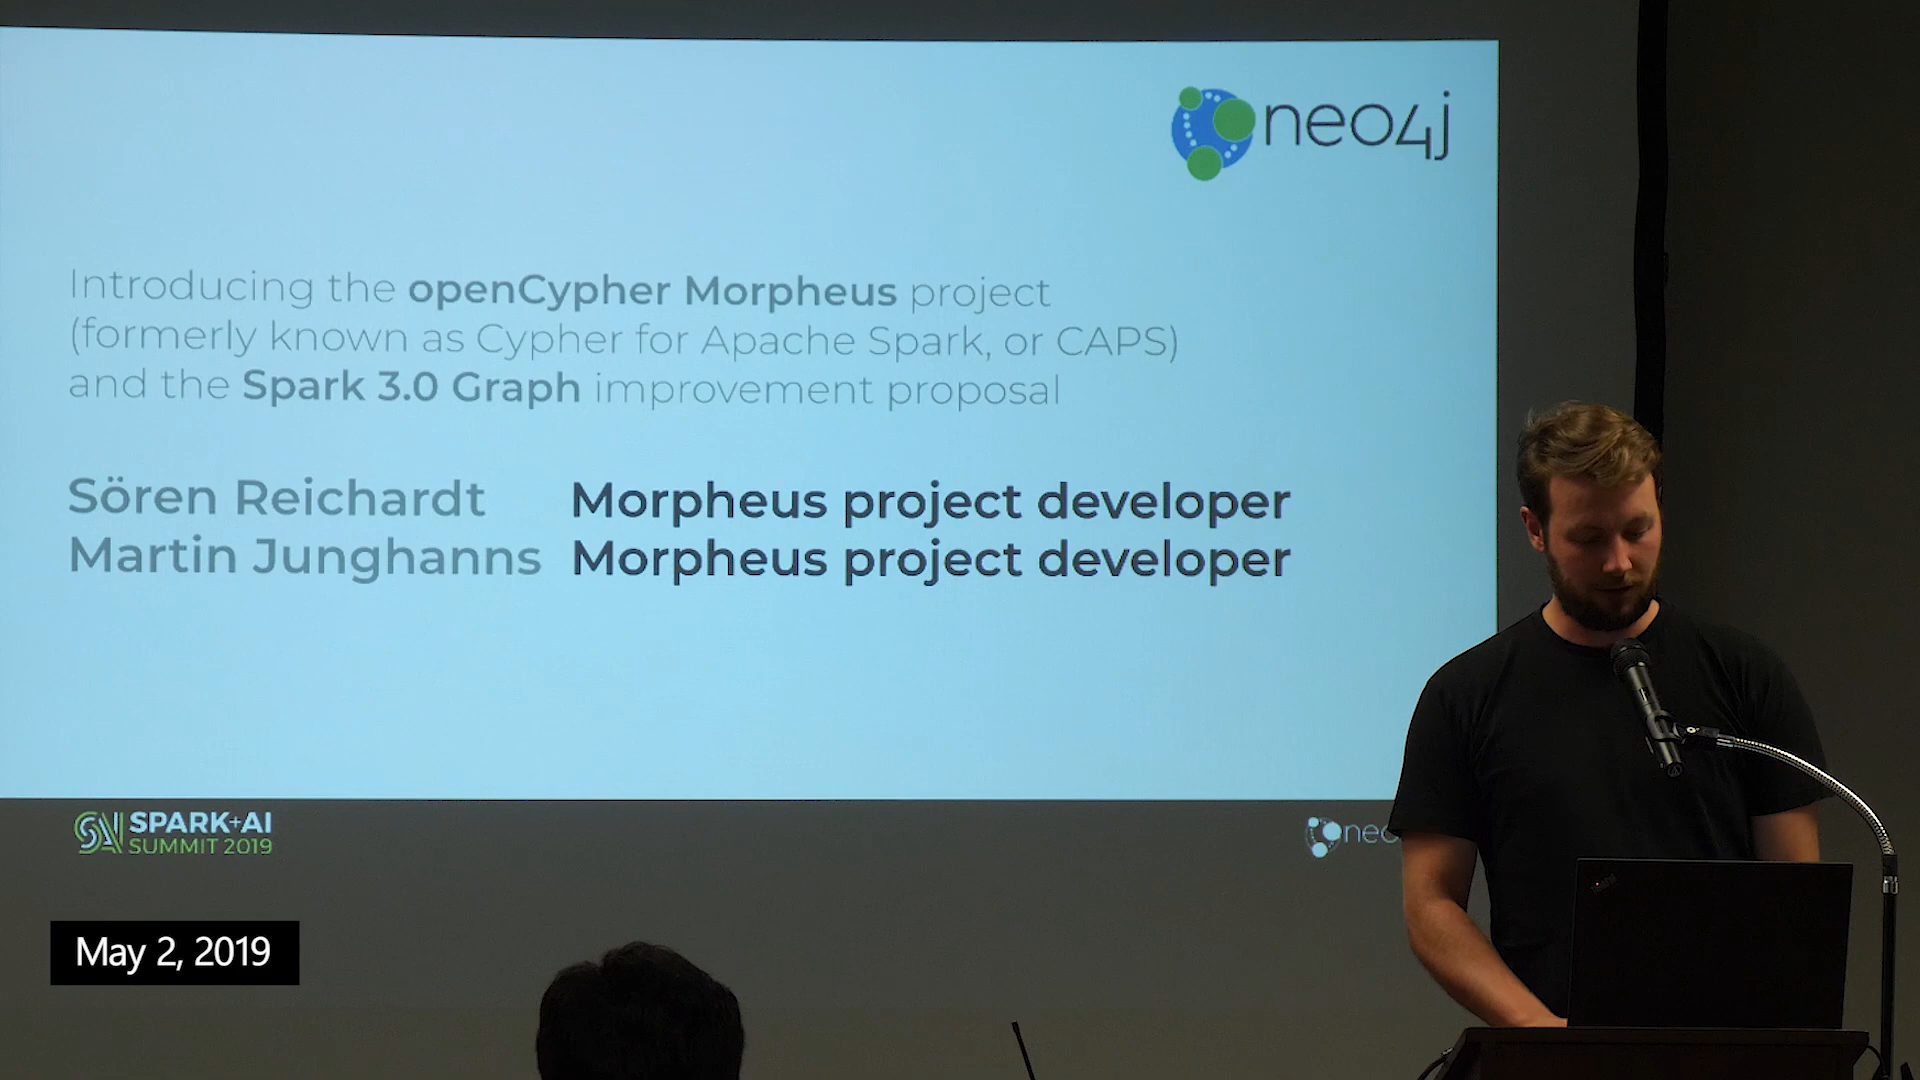 neo4j
Introducing the openCypher Morpheus project
(formerly known as Cypher for Apache Spark, or CAPS)
and the Spark 3.0 Graph improvement proposal
Sören Reichardt Morpheus project developer
Martin Junghanns Morpheus project developer
SPARK+AI
SUMMIT 2019
neo
May 2, 2019